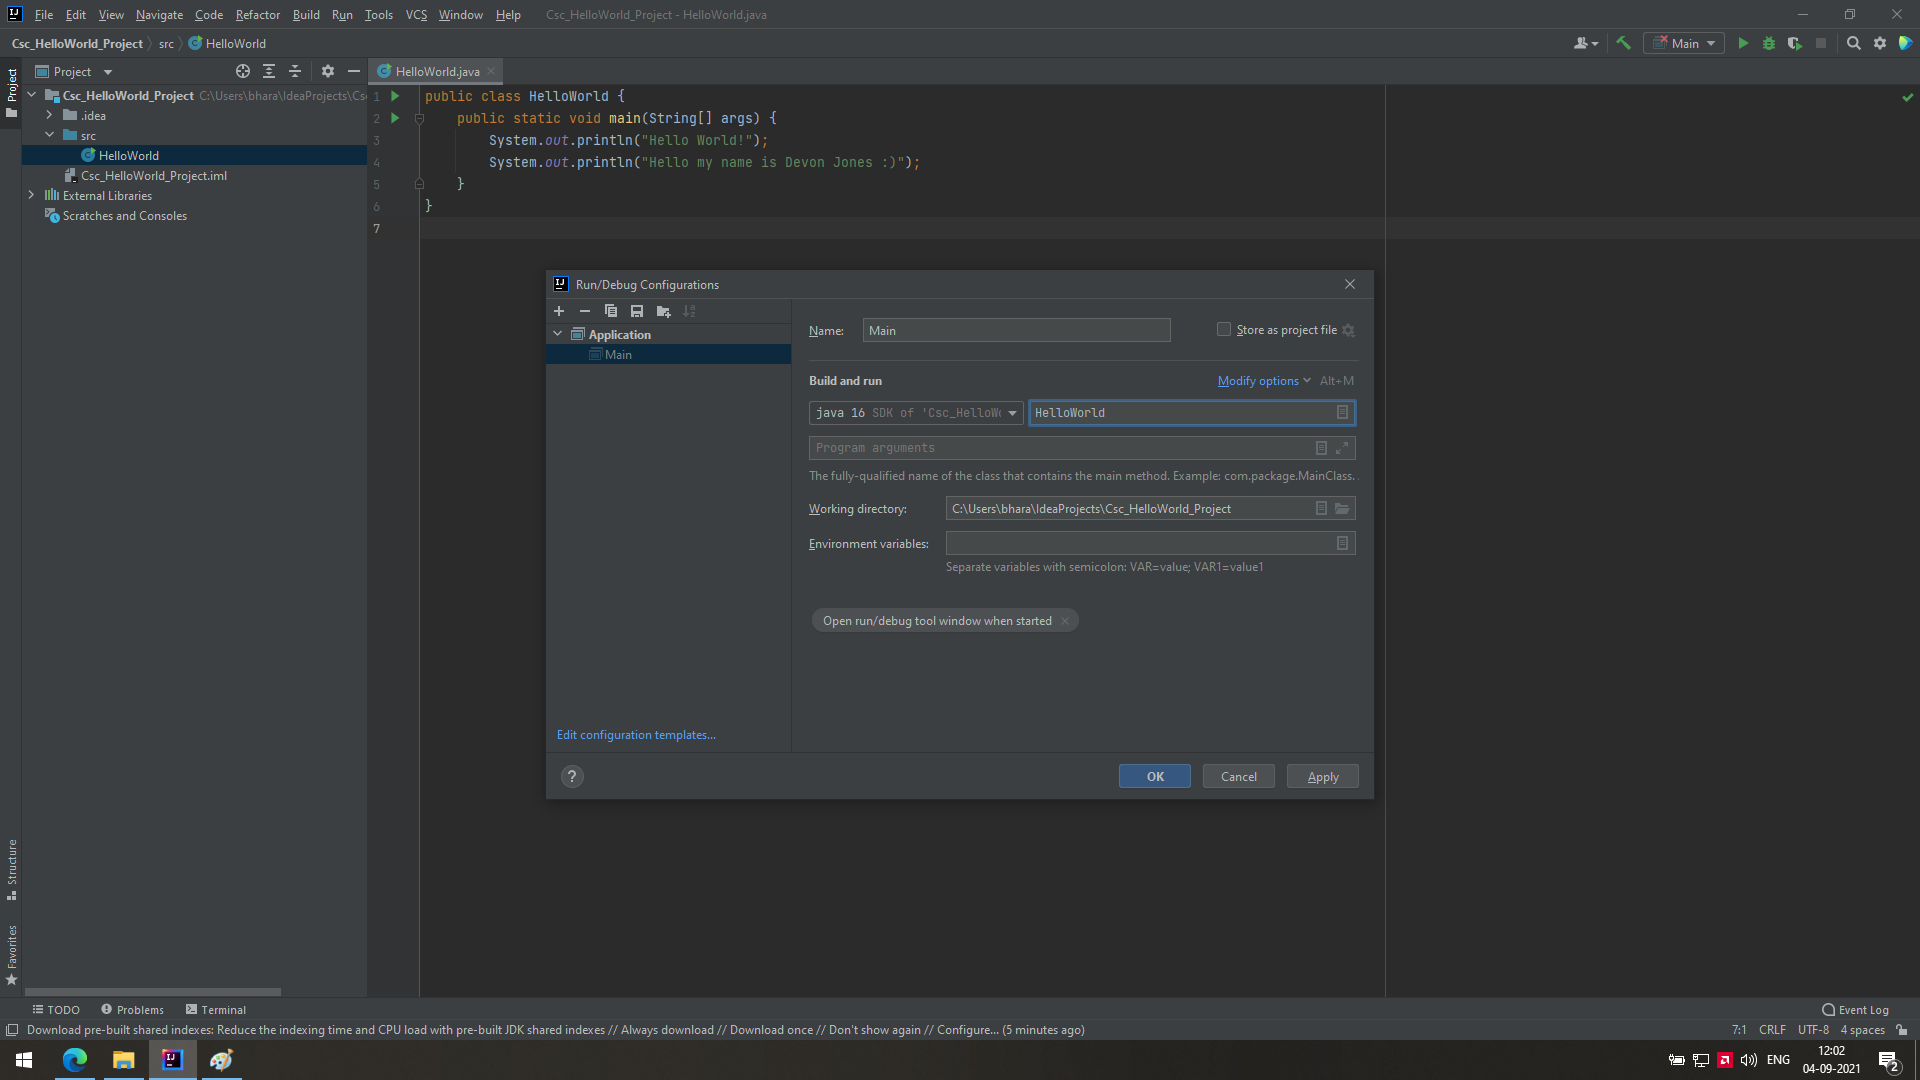 File Edit View Navigate Code Refactor Build Run Tools VCS Window Help Csc_HelloWorld_Project - HelloWorld.java
Csc_HelloWorld_Project src HelloWorld Main
Project
Project
HelloWorld.java
Csc_HelloWorld_Project C:\Users\bhara\IdeaProjects\Cs
.idea
src
HelloWorld
Csc_HelloWorld_Project.iml
External Libraries
Scratches and Consoles
1 public class HelloWorld {
2 public static void main(String[] args) {
3 System.out.println("Hello World!");
4 System.out.println("Hello my name is Devon Jones :)");
5 }
6 }
7
Run/Debug Configurations
Application
Main
Edit configuration templates...
Name: Main Store as project file
Build and run Modify options Alt+M
java 16 SDK of 'Csc_HelloWo HelloWorld
Program arguments
The fully-qualified name of the class that contains the main method. Example: com.package.MainClass.
Working directory: C:\Users\bhara\IdeaProjects\Csc_HelloWorld_Project
Environment variables:
Separate variables with semicolon: VAR=value; VAR1=value1
Open run/debug tool window when started
? OK Cancel Apply
Structure
Favorites
TODO Problems Terminal Event Log
Download pre-built shared indexes: Reduce the indexing time and CPU load with pre-built JDK shared indexes // Always download // Download once // Don't show again // Configure... (5 minutes ago) 7:1 CRLF UTF-8 4 spaces
ENG 12:02
04-09-2021
2